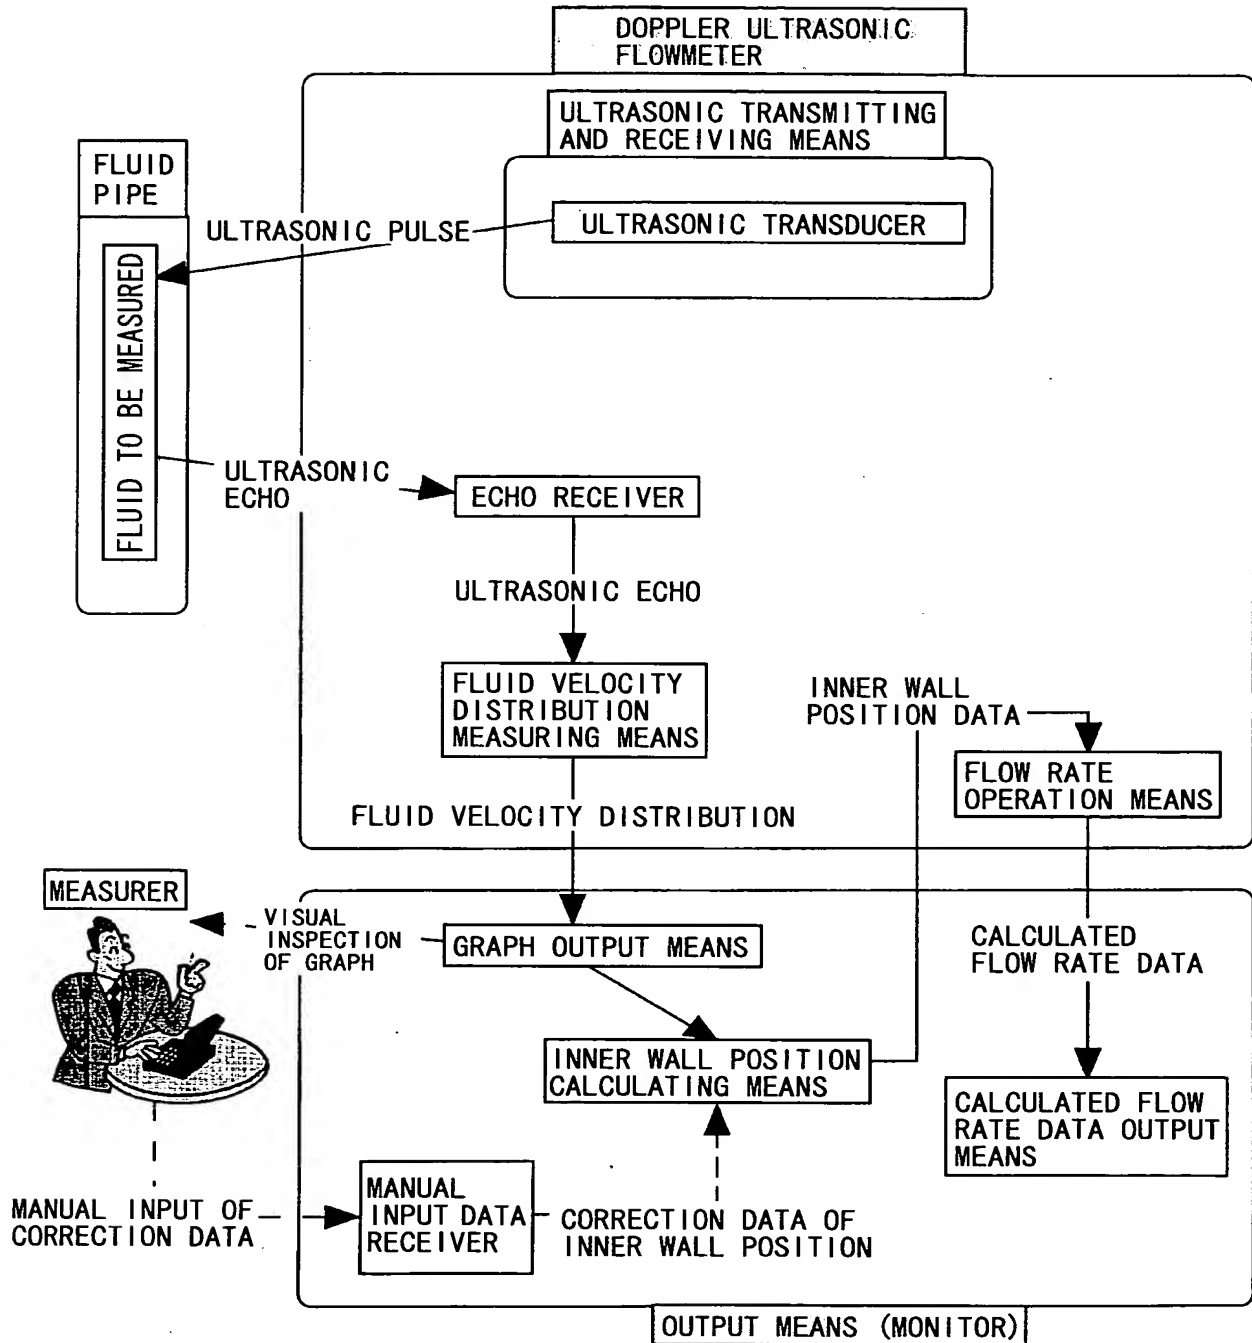 DOPPLER ULTRASONIC
FLOWMETER
ULTRASONIC TRANSMITTING
AND RECEIVING MEANS
FLUID
PIPE
ULTRASONIC TRANSDUCER
ULTRASONIC PULSE
FLUID TO BE MEASURED
ULTRASONIC
ECHO
ECHO RECEIVER
ULTRASONIC ECHO
FLUID VELOCITY
DISTRIBUTION
MEASURING MEANS
INNER WALL
POSITION DATA
FLOW RATE
OPERATION MEANS
FLUID VELOCITY DISTRIBUTION
MEASURER
VISUAL
INSPECTION
OF GRAPH
GRAPH OUTPUT MEANS
CALCULATED
FLOW RATE DATA
INNER WALL POSITION
CALCULATING MEANS
CALCULATED FLOW
RATE DATA OUTPUT
MEANS
MANUAL INPUT OF
CORRECTION DATA
MANUAL
INPUT DATA
RECEIVER
CORRECTION DATA OF
INNER WALL POSITION
OUTPUT MEANS (MONITOR)